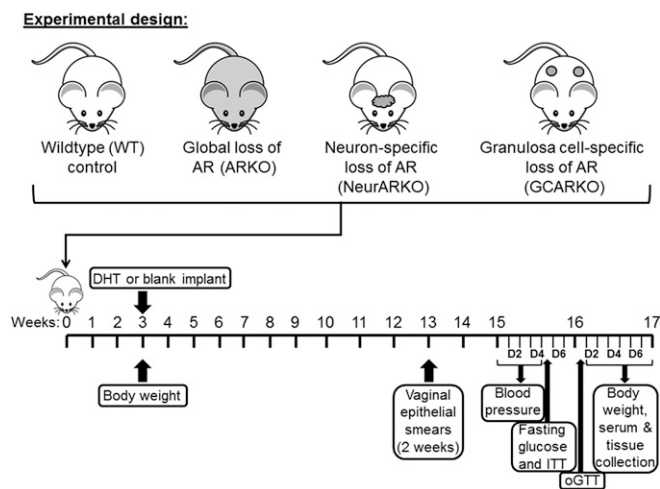 Experimental design:
Wildtype (WT)
control
Global loss of
AR (ARKO)
Neuron-specific
loss of AR
(NeurARKO)
Granulosa cell-specific
loss of AR
(GCARKO)
DHT or blank implant
Weeks: 0 1 2 3 4 5 6 7 8 9 10 11 12 13 14 15 16 17
D2 D4 D6 D2 D4 D6
Body weight
Vaginal
epithelial
smears
(2 weeks)
Blood
pressure
Fasting
glucose
and ITT
oGTT
Body
weight,
serum &
tissue
collection